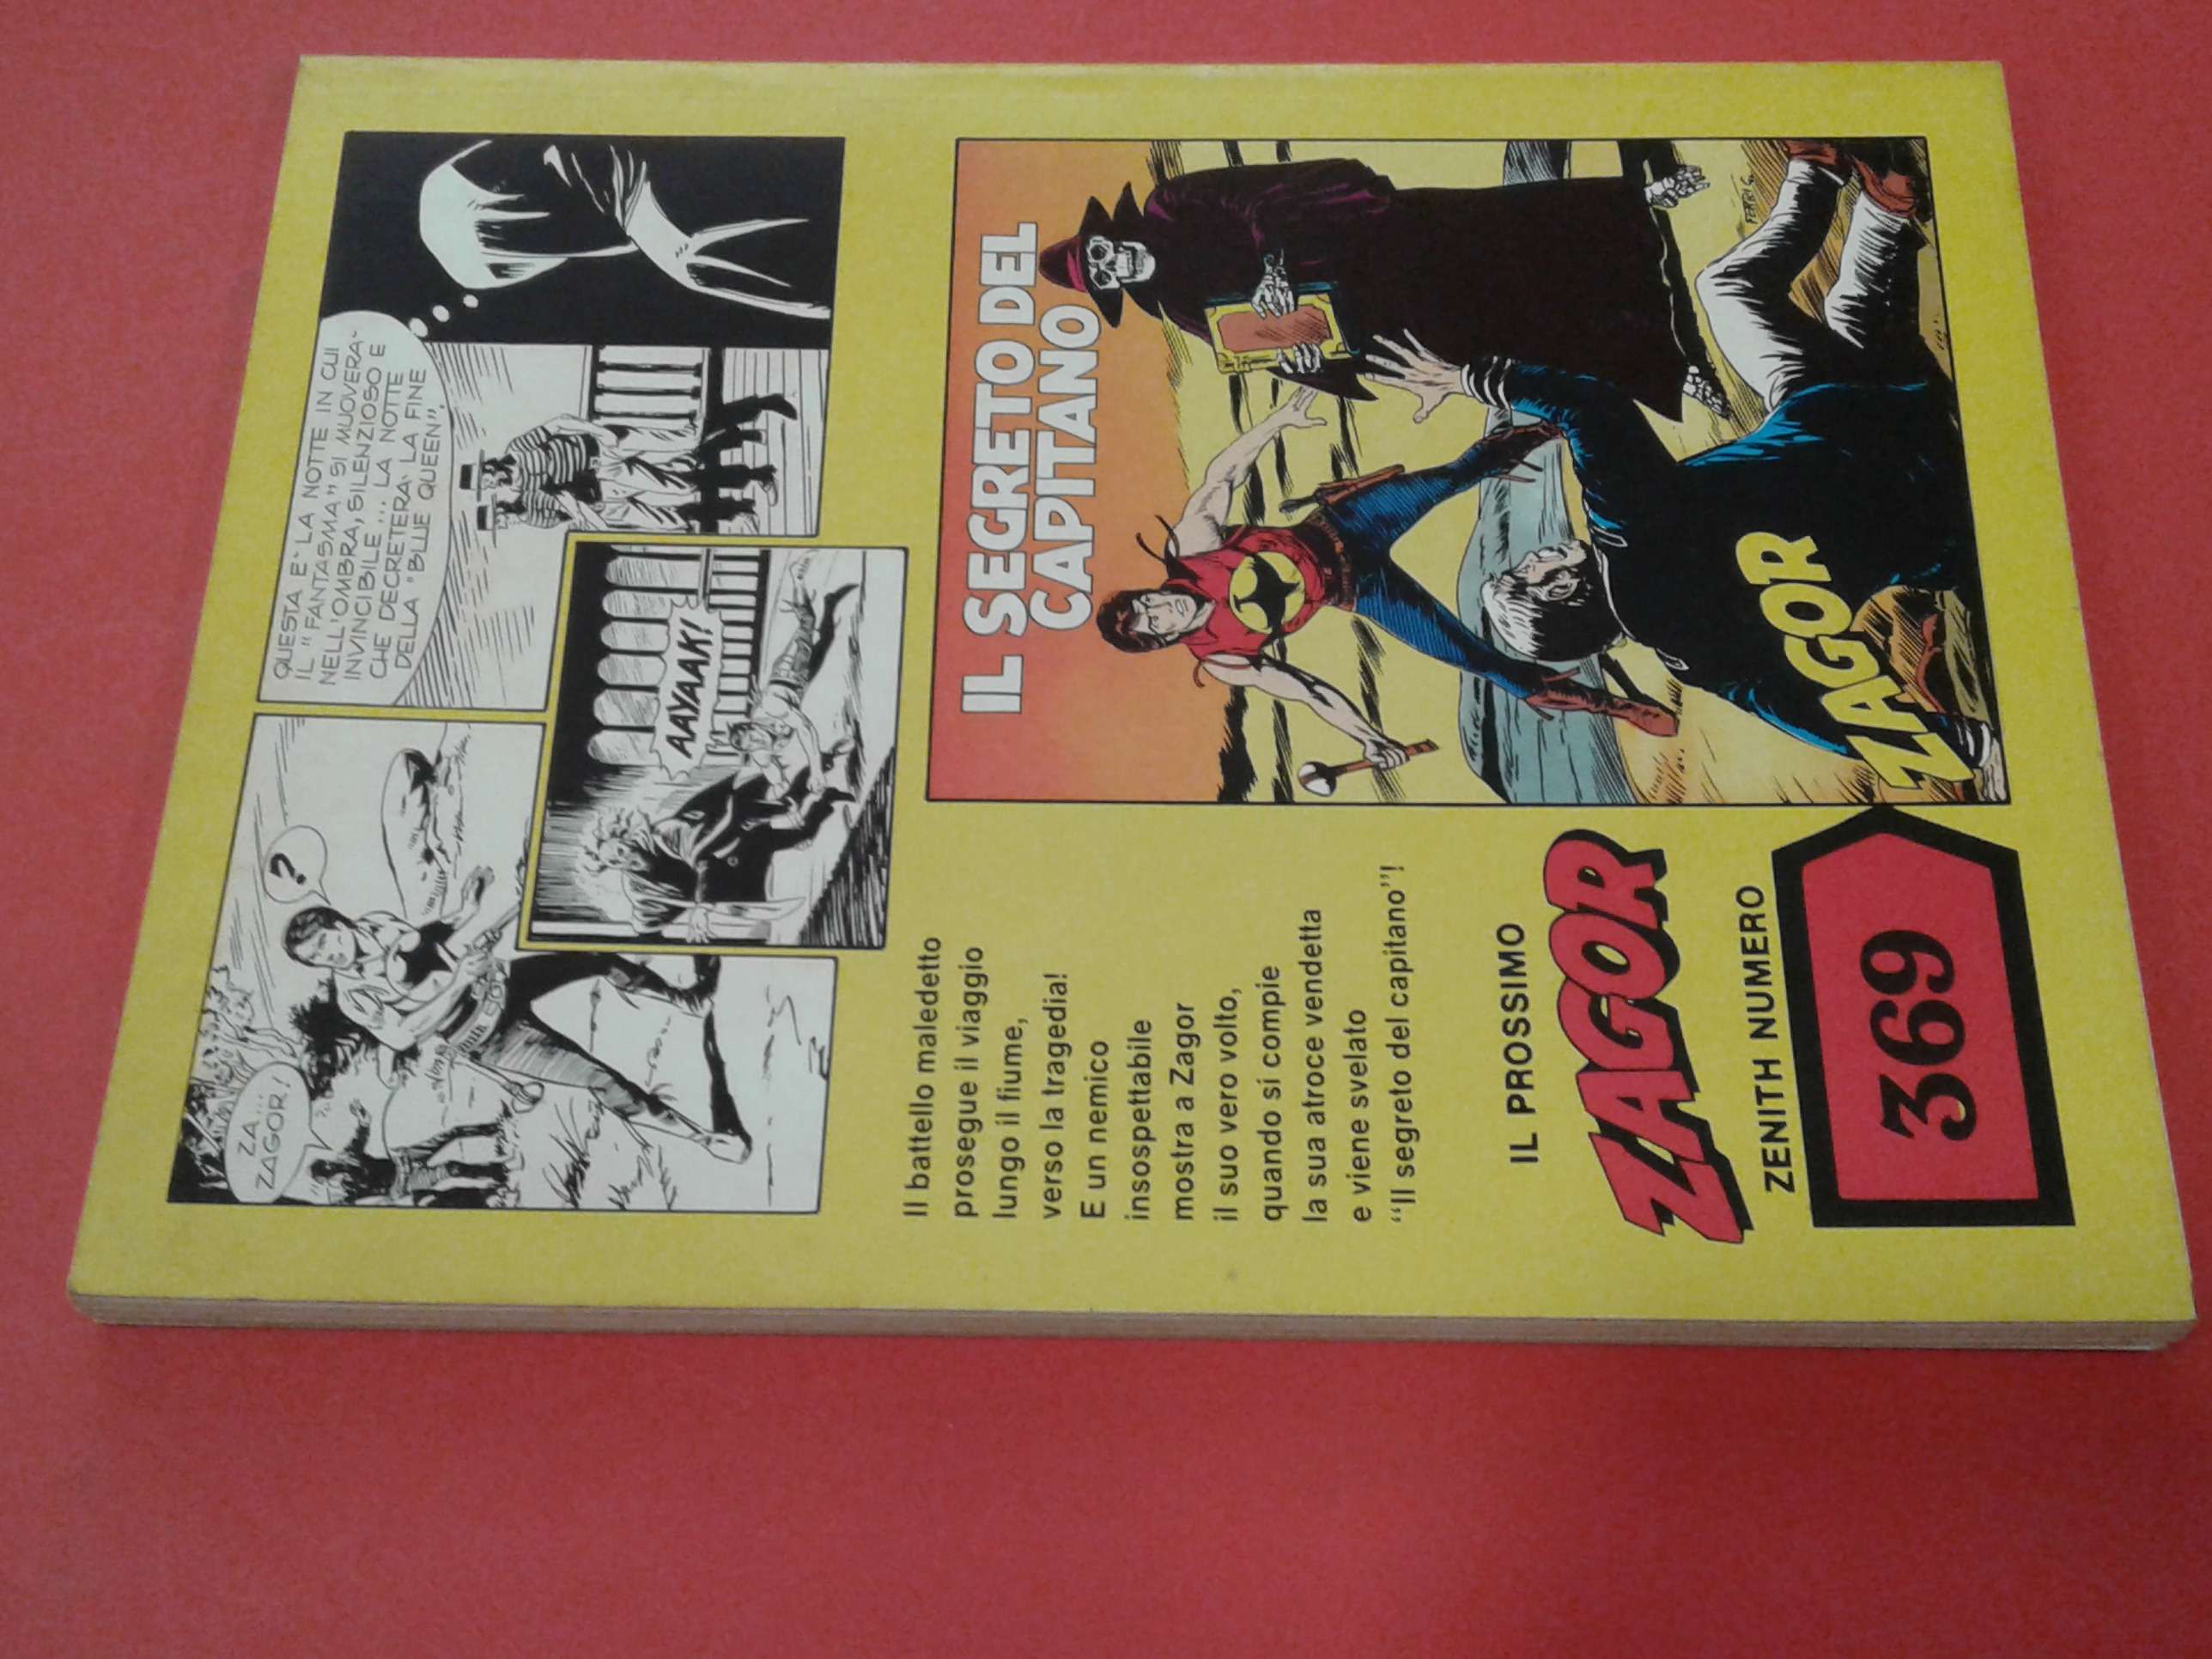 ZA...
ZAGOR!
?
QUESTA E' LA NOTTE IN CUI
IL "FANTASMA" SI MUOVERA'
NELL'OMBRA, SILENZIOSO E
INVINCIBILE... LA NOTTE
CHE DECRETERA' LA FINE
DELLA "BLUE QUEEN".
AAYAAK!
Il battello maledetto
prosegue il viaggio
lungo il fiume,
verso la tragedia!
E un nemico
insospettabile
mostra a Zagor
il suo vero volto,
quando si compie
la sua atroce vendetta
e viene svelato
“Il segreto del capitano”!
IL PROSSIMO
ZAGOR
ZENITH NUMERO
369
IL SEGRETO DEL
CAPITANO
FERRI G.
ZAGOR